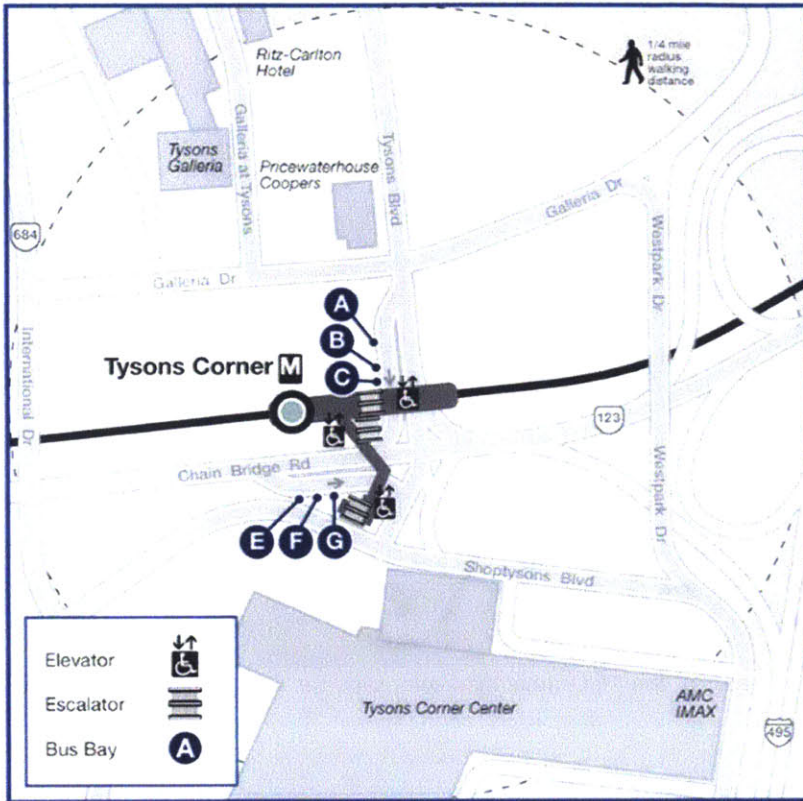 Ritz-Carlton
Hotel
1/4 mile
radius
walking
distance
Tysons
Galleria
Galleria at Tysons
Pricewaterhouse
Coopers
Tysons Blvd
Galleria Dr
Westpark Dr
684
Galleria Dr
International Dr
A
B
C
Tysons Corner M
123
Chain Bridge Rd
Westpark Dr
E
F
G
Shoptysons Blvd
Elevator
Escalator
Bus Bay
A
Tysons Corner Center
AMC
IMAX
495